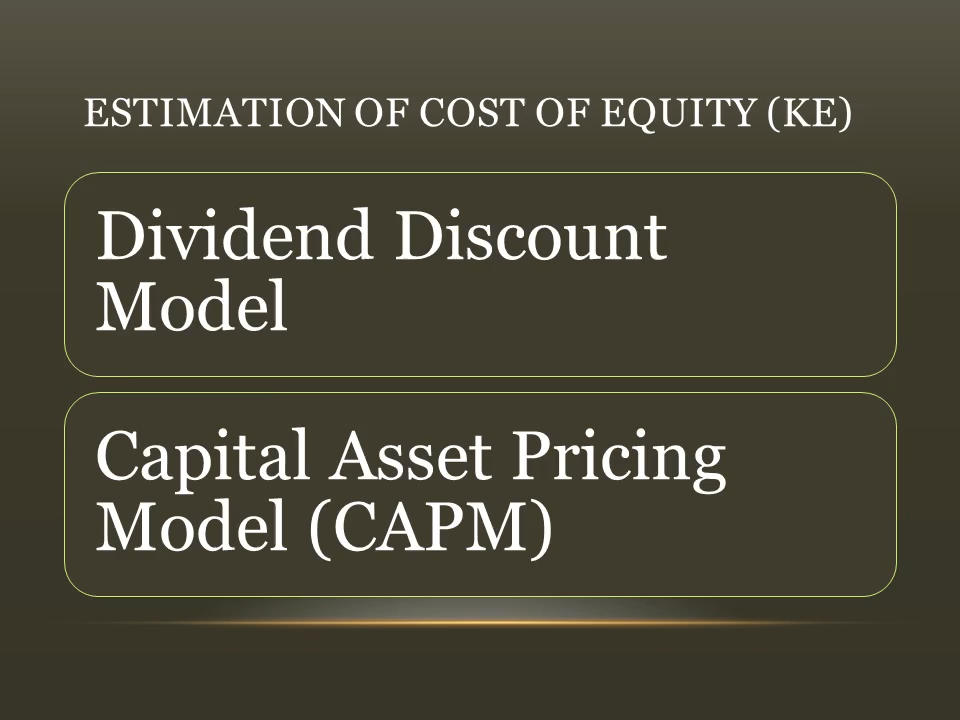 ESTIMATION OF COST OF EQUITY (KE)
Dividend Discount
Model
Capital Asset Pricing
Model (CAPM)